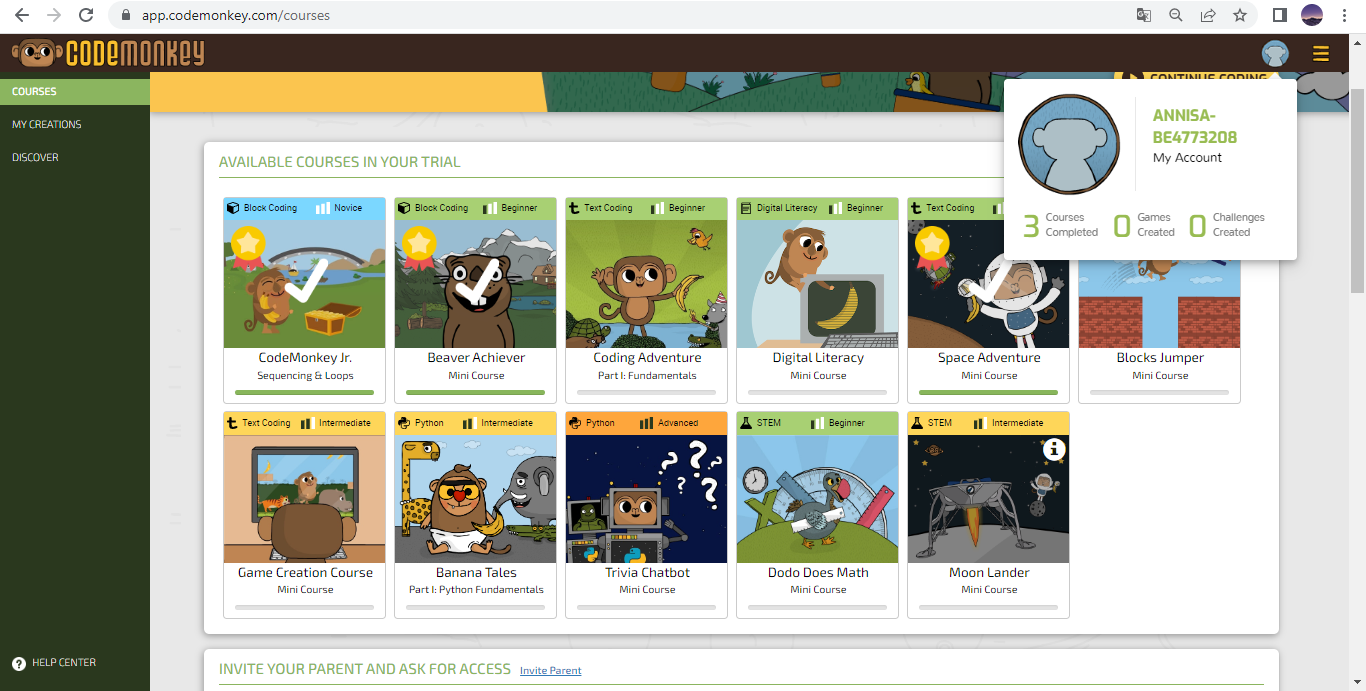 app.codemonkey.com/courses
CODEMONKEY
COURSES
MY CREATIONS
DISCOVER
HELP CENTER
CONTINUE CODING
ANNISA-
BE4773208
My Account
3 Courses Completed
0 Games Created
0 Challenges Created
AVAILABLE COURSES IN YOUR TRIAL
Block Coding Novice
CodeMonkey Jr.
Sequencing & Loops
Block Coding Beginner
Beaver Achiever
Mini Course
Text Coding Beginner
Coding Adventure
Part I: Fundamentals
Digital Literacy Beginner
Digital Literacy
Mini Course
Text Coding
Space Adventure
Mini Course
Blocks Jumper
Mini Course
Text Coding Intermediate
Game Creation Course
Mini Course
Python Intermediate
Banana Tales
Part I: Python Fundamentals
Python Advanced
???
Trivia Chatbot
Mini Course
STEM Beginner
Dodo Does Math
Mini Course
STEM Intermediate
Moon Lander
Mini Course
INVITE YOUR PARENT AND ASK FOR ACCESS Invite Parent